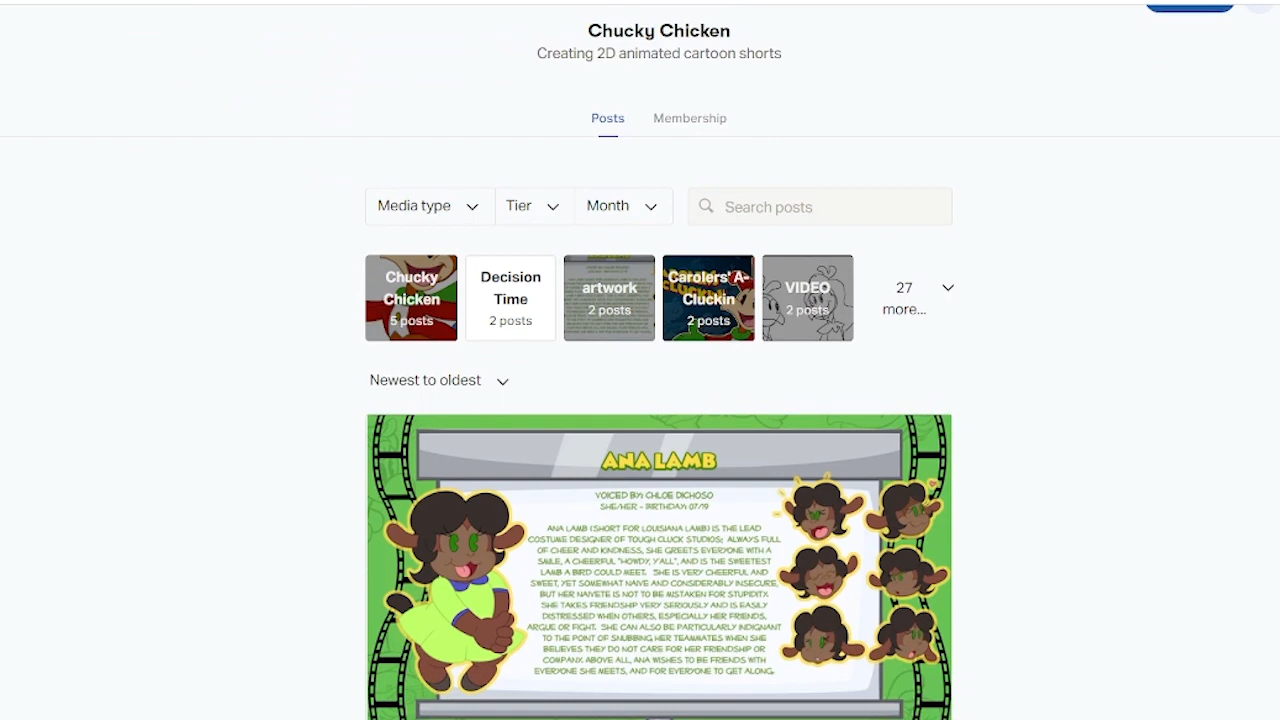 Chucky Chicken
Creating 2D animated cartoon shorts
Posts Membership
Media type Tier Month Search posts
Chucky
Chicken
5 posts
Decision
Time
2 posts
artwork
2 posts
Carolers' A-
Cluckin
2 posts
VIDEO
2 posts
27
more...
Newest to oldest
ANA LAMB
VOICED BY: CHLOE DICHOSO
SHE/HER - BIRTHDAY: 07/19
ANA LAMB (SHORT FOR LOUISIANA LAMB) IS THE LEAD
COSTUME DESIGNER OF TOUGH CLUCK STUDIOS; ALWAYS FULL
OF CHEER AND KINDNESS, SHE GREETS EVERYONE WITH A
SMILE, A CHEERFUL "HOWDY, Y'ALL", AND IS THE SWEETEST
LAMB A BIRD COULD MEET. SHE IS VERY CHEERFUL AND
SWEET, YET SOMEWHAT NAIVE AND CONSIDERABLY INSECURE,
BUT HER NAIVETE IS NOT TO BE MISTAKEN FOR STUPIDITY.
SHE TAKES FRIENDSHIP VERY SERIOUSLY AND IS EASILY
DISTRESSED WHEN OTHERS, ESPECIALLY HER FRIENDS,
ARGUE OR FIGHT. SHE CAN ALSO BE PARTICULARLY INDIGNANT
TO THE POINT OF SNUBBING HER TEAMMATES WHEN SHE
BELIEVES THEY DO NOT CARE FOR HER FRIENDSHIP OR
COMPANY. ABOVE ALL, ANA WISHES TO BE FRIENDS WITH
EVERYONE SHE MEETS, AND FOR EVERYONE TO GET ALONG.